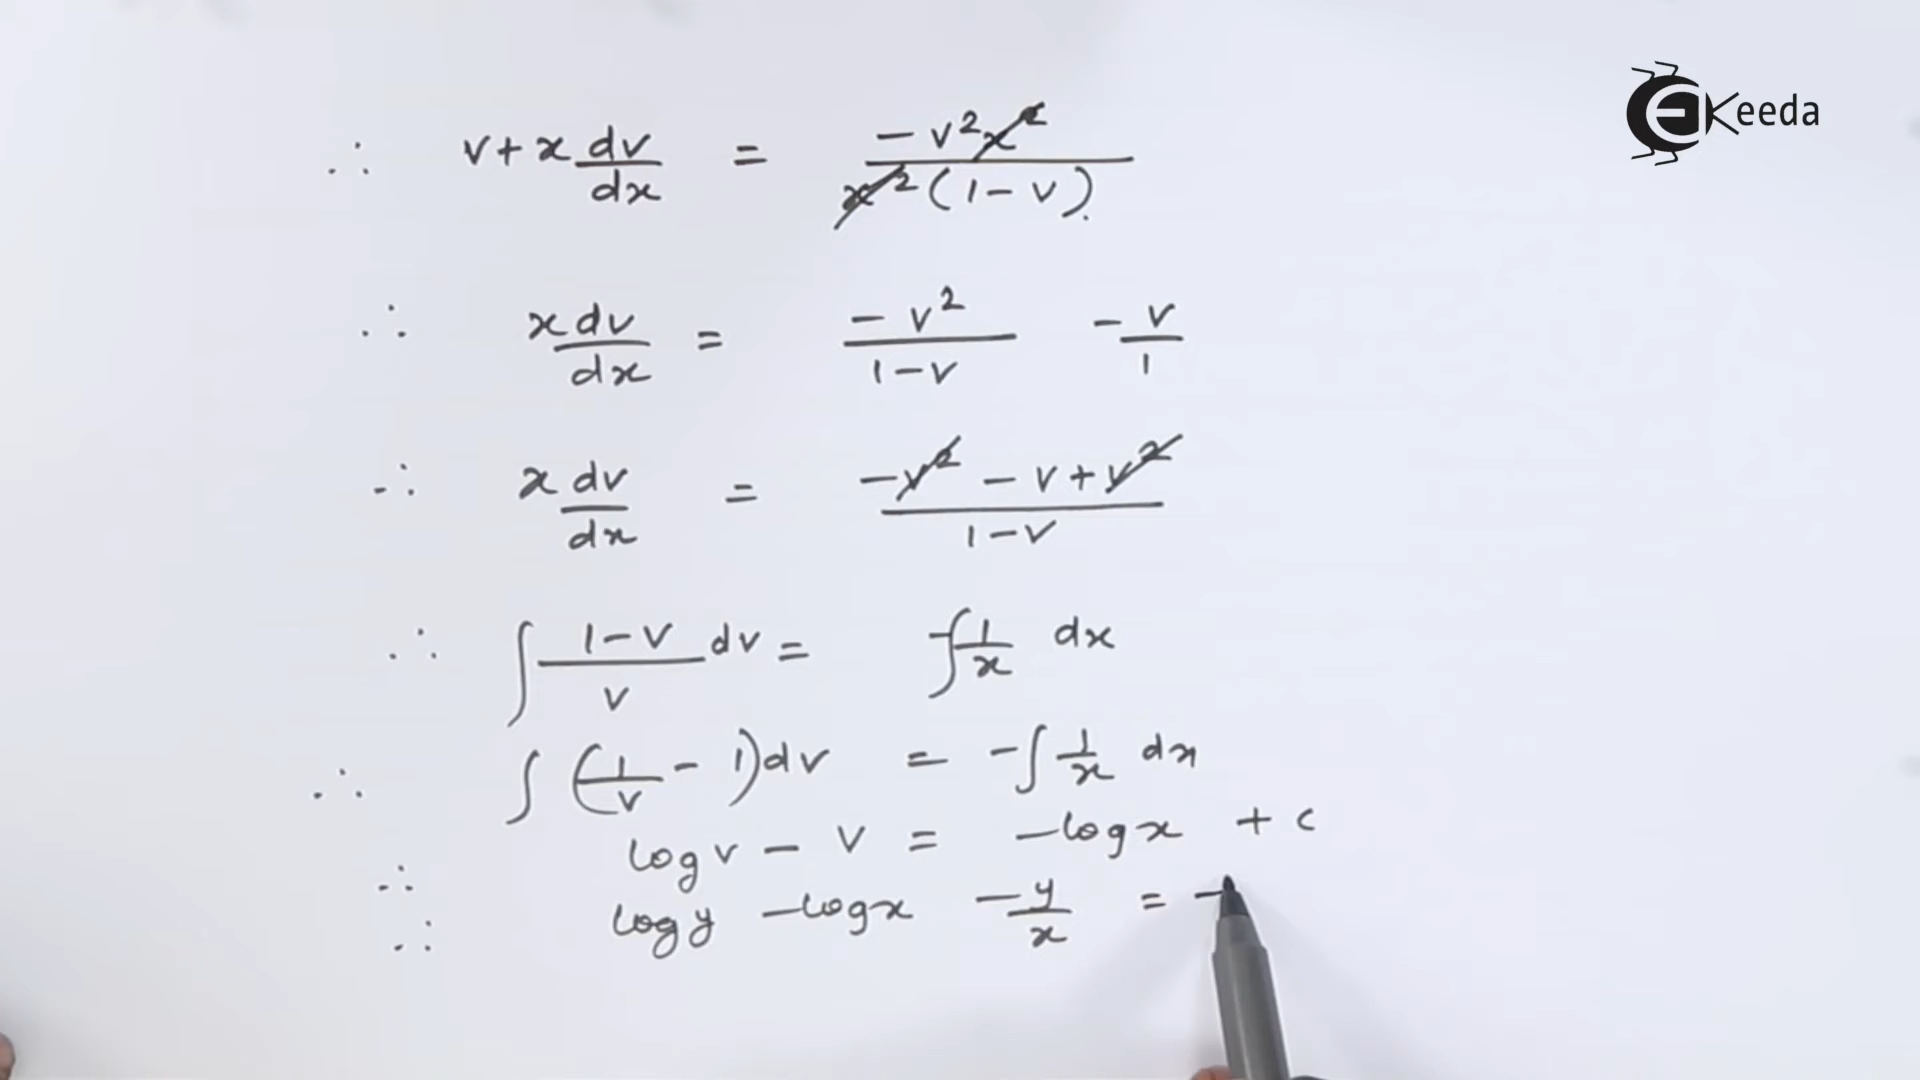 EKeeda
∴ v + x dv/dx = -v²x² / x²(1-v)
∴ x dv/dx = -v²/1-v - v/1
∴ x dv/dx = -v² - v + v² / 1-v
∴ ∫ 1-v/v dv = -∫ 1/x dx
∴ ∫ (1/v - 1) dv = -∫ 1/x dx
∴ log v - v = -log x + c
∴ log y - log x - y/x = -